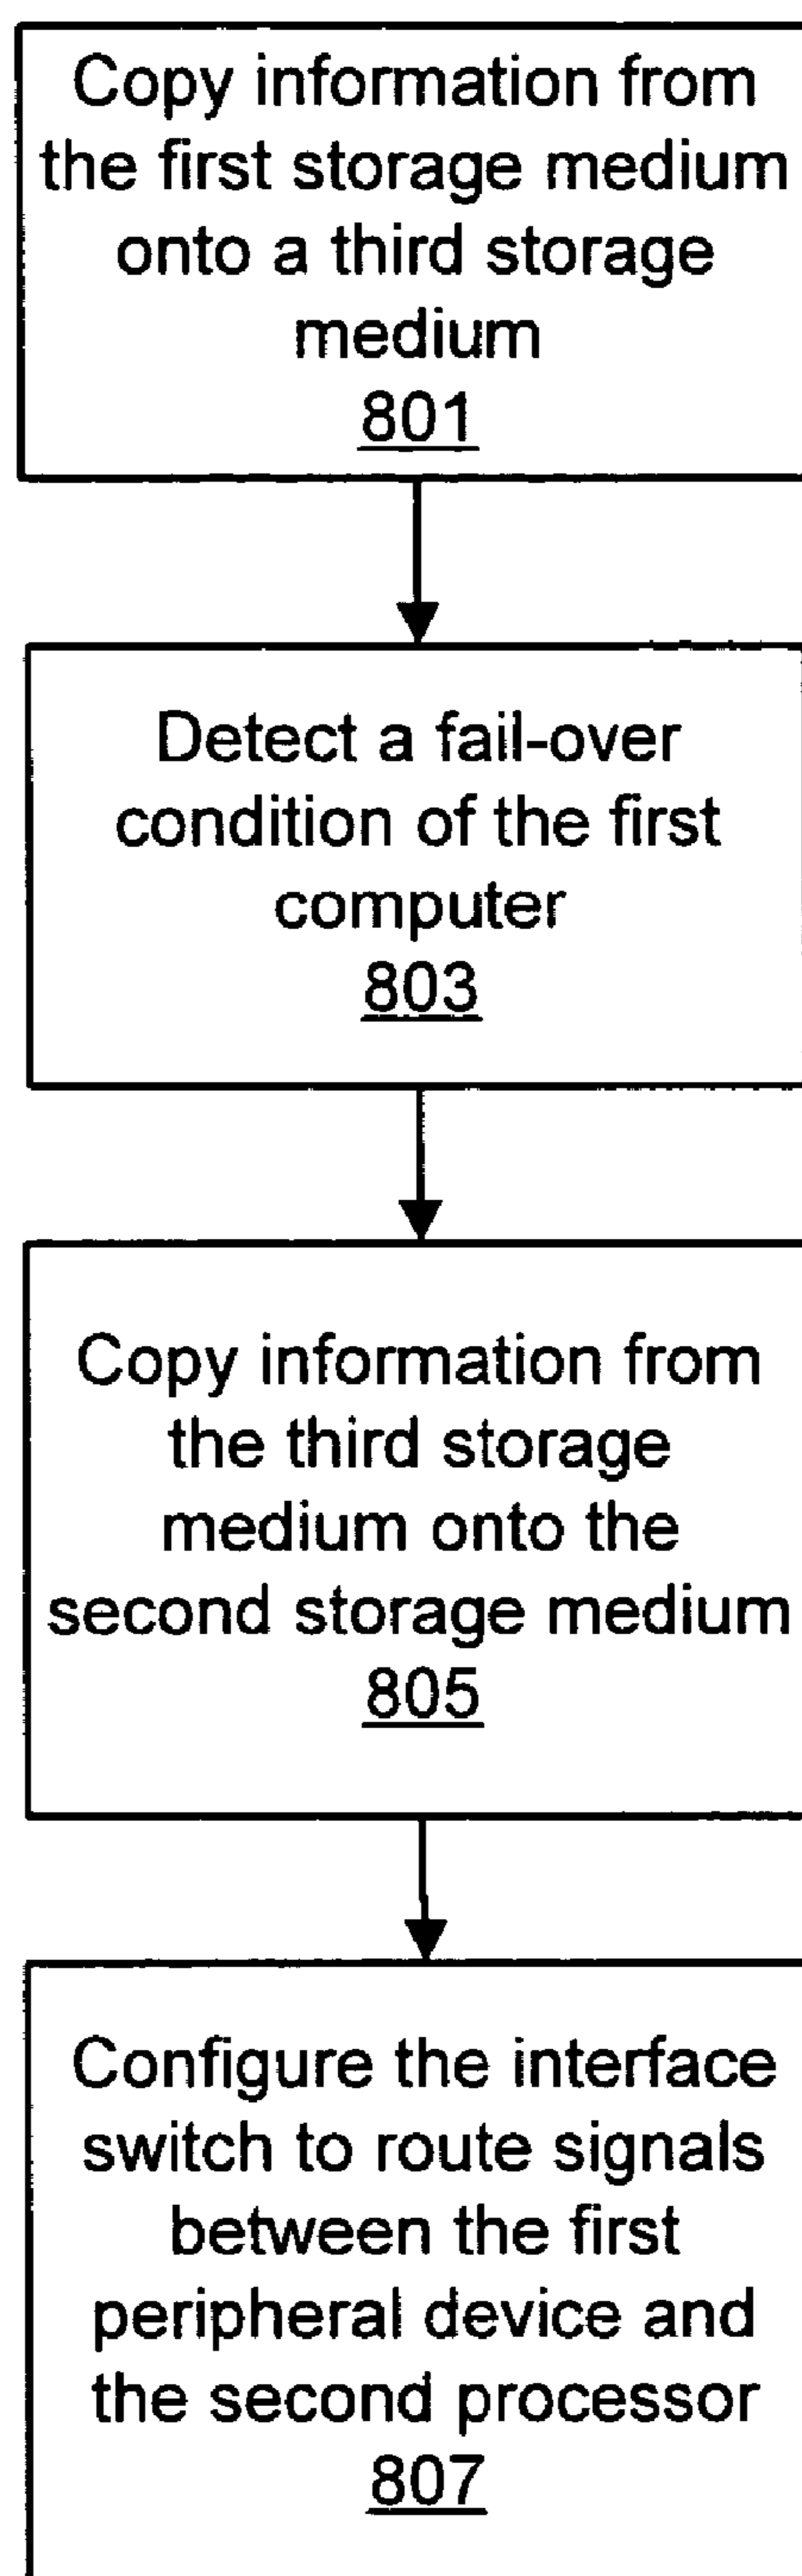 Copy information from
the first storage medium
onto a third storage
medium
801
Detect a fail-over
condition of the first
computer
803
Copy information from
the third storage
medium onto the
second storage medium
805
Configure the interface
switch to route signals
between the first
peripheral device and
the second processor
807